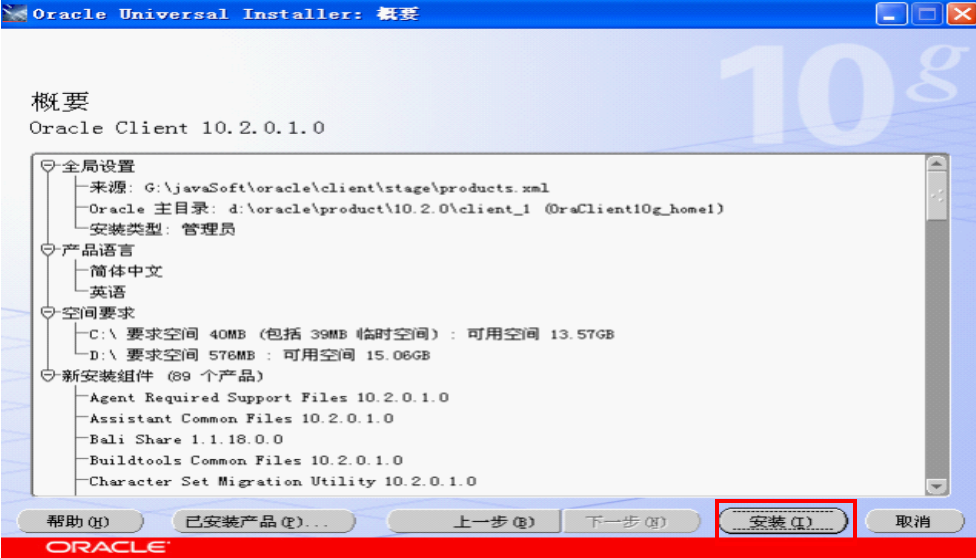 Oracle Universal Installer: 概要
10g
概要
Oracle Client 10.2.0.1.0
全局设置
来源: G:\javaSoft\oracle\client\stage\products.xml
Oracle 主目录: d:\oracle\product\10.2.0\client_1 (OraClient10g_home1)
安装类型: 管理员
产品语言
简体中文
英语
空间要求
C:\ 要求空间 40MB (包括 39MB 临时空间) : 可用空间 13.57GB
D:\ 要求空间 576MB : 可用空间 15.06GB
新安装组件 (89 个产品)
Agent Required Support Files 10.2.0.1.0
Assistant Common Files 10.2.0.1.0
Bali Share 1.1.18.0.0
Buildtools Common Files 10.2.0.1.0
Character Set Migration Utility 10.2.0.1.0
帮助(H) 已安装产品(P)... 上一步(B) 下一步(N) 安装(I) 取消
ORACLE